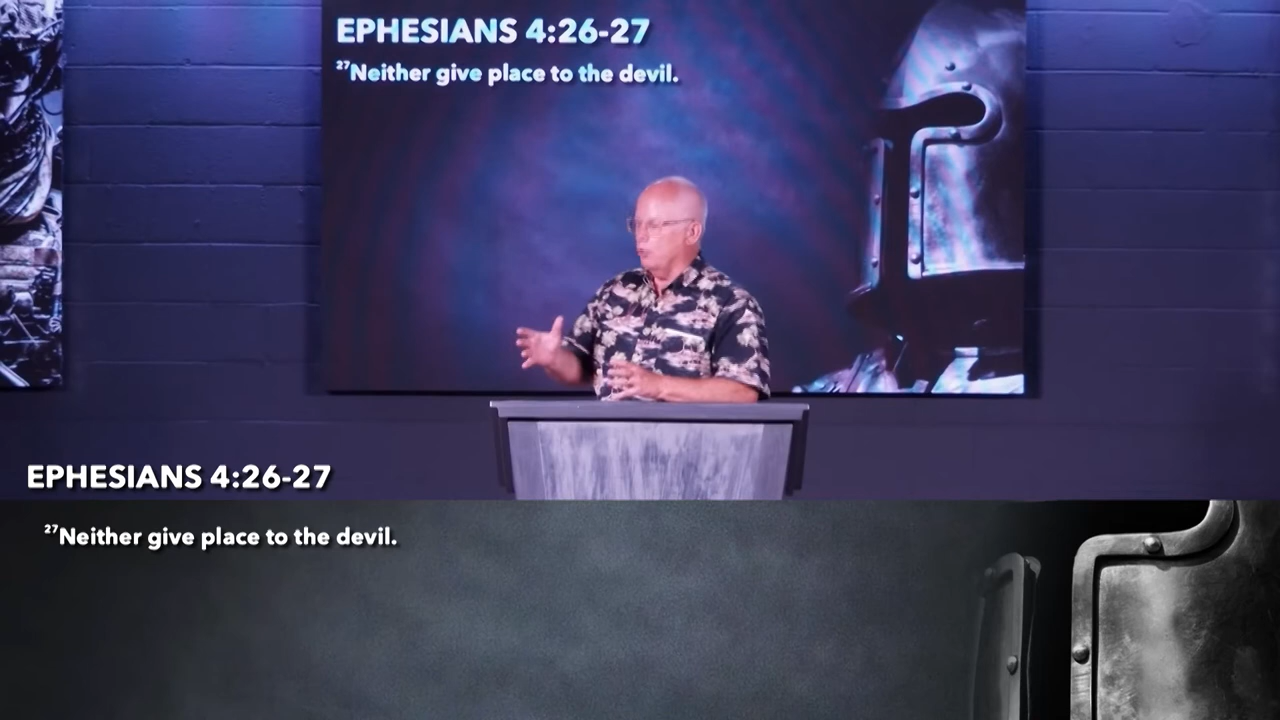 EPHESIANS 4:26-27
²⁷Neither give place to the devil.
EPHESIANS 4:26-27
²⁷Neither give place to the devil.